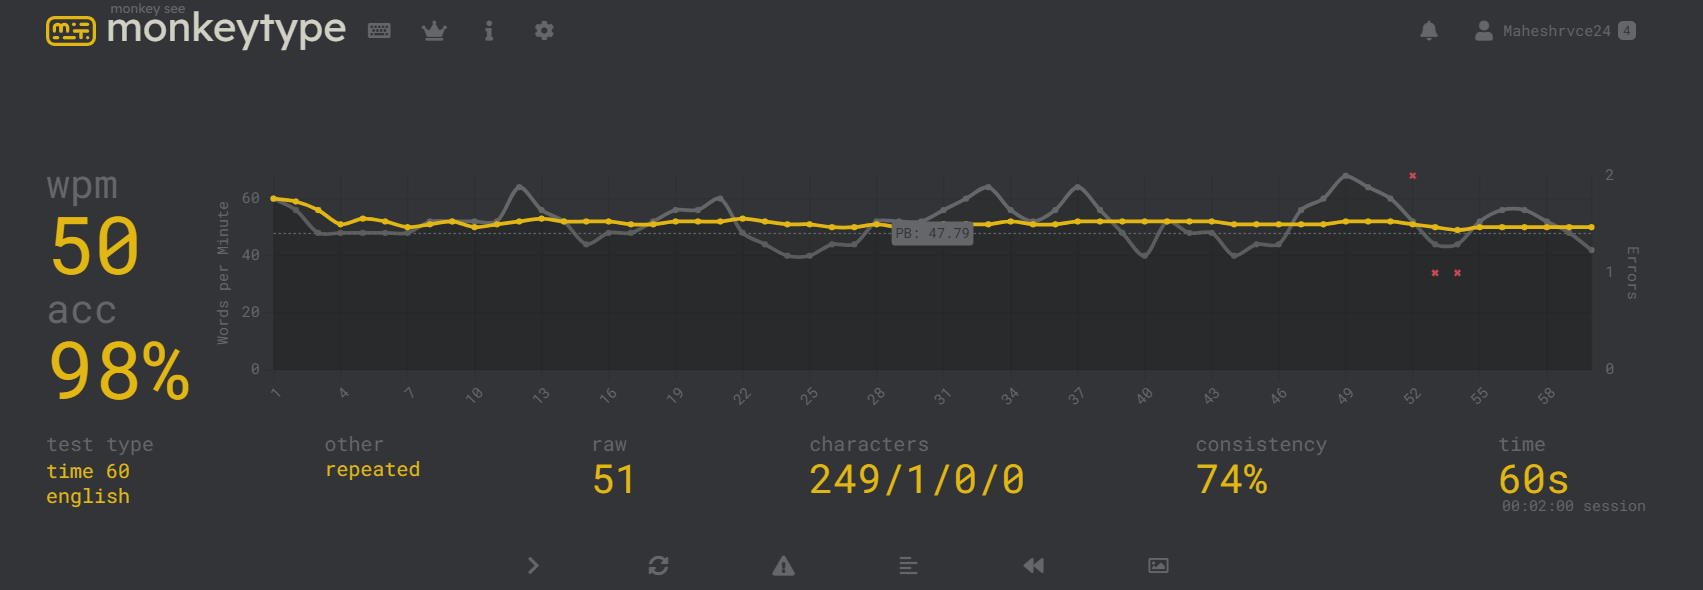 monkey see
monkeytype
Maheshrvce24 4
wpm
50
acc
98%
Words per Minute
60
40
20
0
PB: 47.79
2
1
0
Errors
1 4 7 10 13 16 19 22 25 28 31 34 37 40 43 46 49 52 55 58
test type
time 60
english
other
repeated
raw
51
characters
249/1/0/0
consistency
74%
time
60s
00:02:00 session